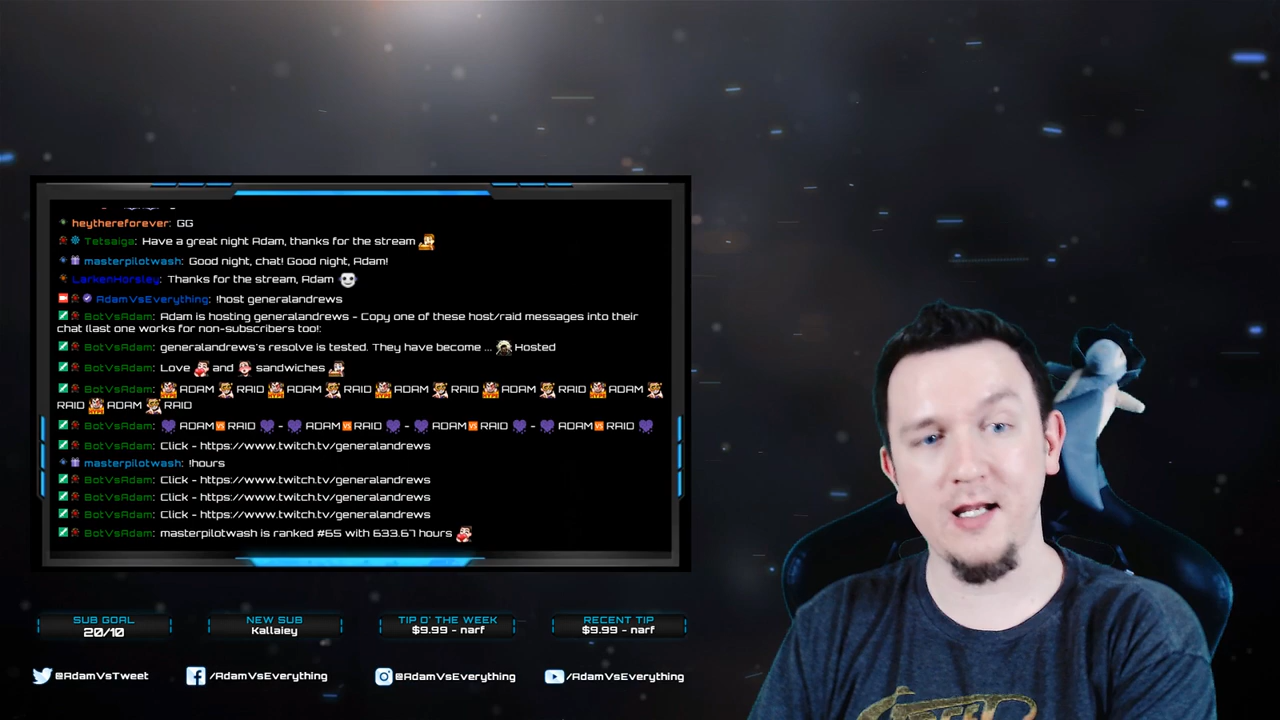 heythereforever: GG
Tetsaiga: Have a great night Adam, thanks for the stream
masterpilotwash: Good night, chat! Good night, Adam!
LarkenHorsley: Thanks for the stream, Adam
AdamVsEverything: !host generalandrews
BotVsAdam: Adam is hosting generalandrews - Copy one of these host/raid messages into their
chat (last one works for non-subscribers too!):
BotVsAdam: generalandrews's resolve is tested. They have become ... Hosted
BotVsAdam: Love and sandwiches
BotVsAdam: ADAM RAID ADAM RAID ADAM RAID ADAM RAID ADAM
RAID ADAM RAID
BotVsAdam: ADAM VS RAID - ADAM VS RAID - ADAM VS RAID - ADAM VS RAID
BotVsAdam: Click - https://www.twitch.tv/generalandrews
masterpilotwash: !hours
BotVsAdam: Click - https://www.twitch.tv/generalandrews
BotVsAdam: Click - https://www.twitch.tv/generalandrews
BotVsAdam: Click - https://www.twitch.tv/generalandrews
BotVsAdam: masterpilotwash is ranked #65 with 633.67 hours
SUB GOAL
20/10
NEW SUB
Kallaley
TIP O' THE WEEK
$9.99 - narf
RECENT TIP
$9.99 - narf
@AdamVsTweet
/AdamVsEverything
@AdamVsEverything
/AdamVsEverything